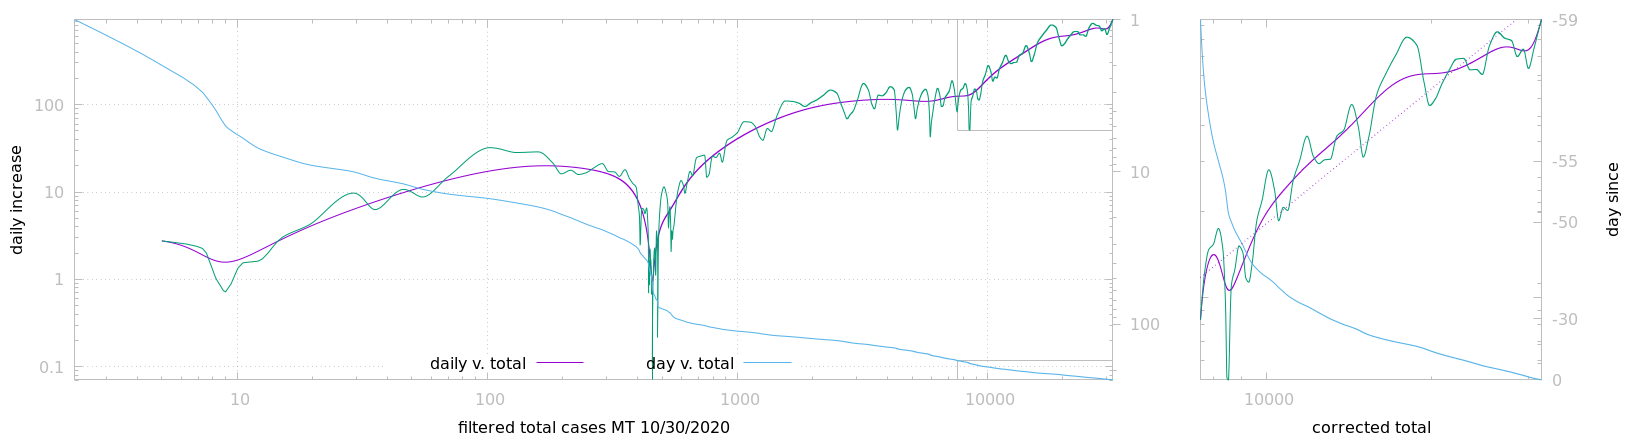 daily increase
100
10
1
0.1
10
100
1000
10000
1
10
100
daily v. total
day v. total
filtered total cases MT 10/30/2020
-59
-55
-50
-30
0
day since
10000
corrected total